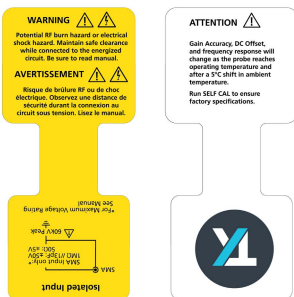 WARNING
Potential RF burn hazard or electrical
shock hazard. Maintain safe clearance
while connected to the energized
circuit. Be sure to read manual.
AVERTISSEMENT
Risque de brûlure RF ou de choc
électrique. Observez une distance de
sécurité durant la connexion au
circuit sous tension. Lisez le manual.
Isolated Input
SMA
SMA Input only:*
1MΩ//3pF: ±50V
50Ω: ±5V
60kV Peak
*For Maximum Voltage Rating
See Manual
ATTENTION
Gain Accuracy, DC Offset,
and frequency response will
change as the probe reaches
operating temperature and
after a 5°C shift in ambient
temperature.
Run SELF CAL to ensure
factory specifications.